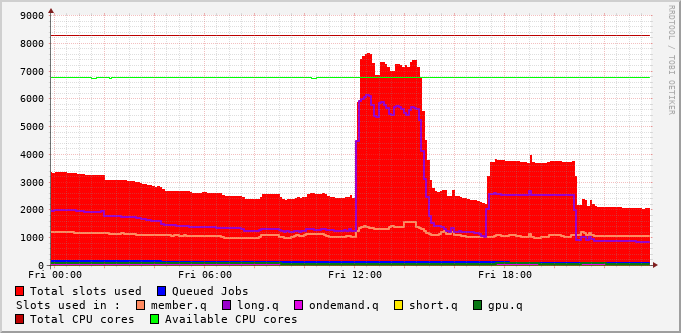 9000
8000
7000
6000
5000
4000
3000
2000
1000
0
Fri 00:00 Fri 06:00 Fri 12:00 Fri 18:00
RRDTOOL / TOBI OETIKER
Total slots used Queued Jobs
Slots used in : member.q long.q ondemand.q short.q gpu.q
Total CPU cores Available CPU cores